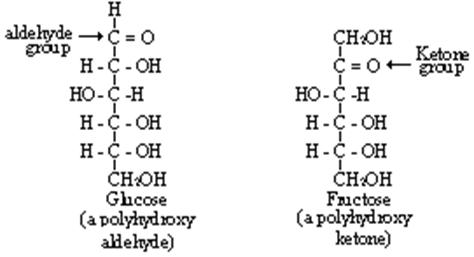 H
aldehyde group → C = O
H - C - OH
HO - C - H
H - C - OH
H - C - OH
CH₂OH
Glucose
(a polyhydroxy
aldehyde)
CH₂OH
C = O ← Ketone group
HO - C - H
H - C - OH
H - C - OH
CH₂OH
Fructose
(a polyhydroxy
ketone)